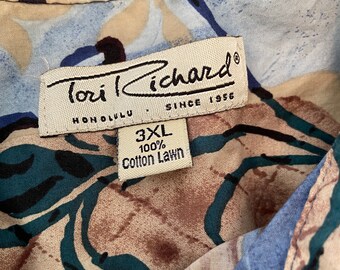 Tori Richard®
HONOLULU . SINCE 1956
3XL
100%
Cotton Lawn